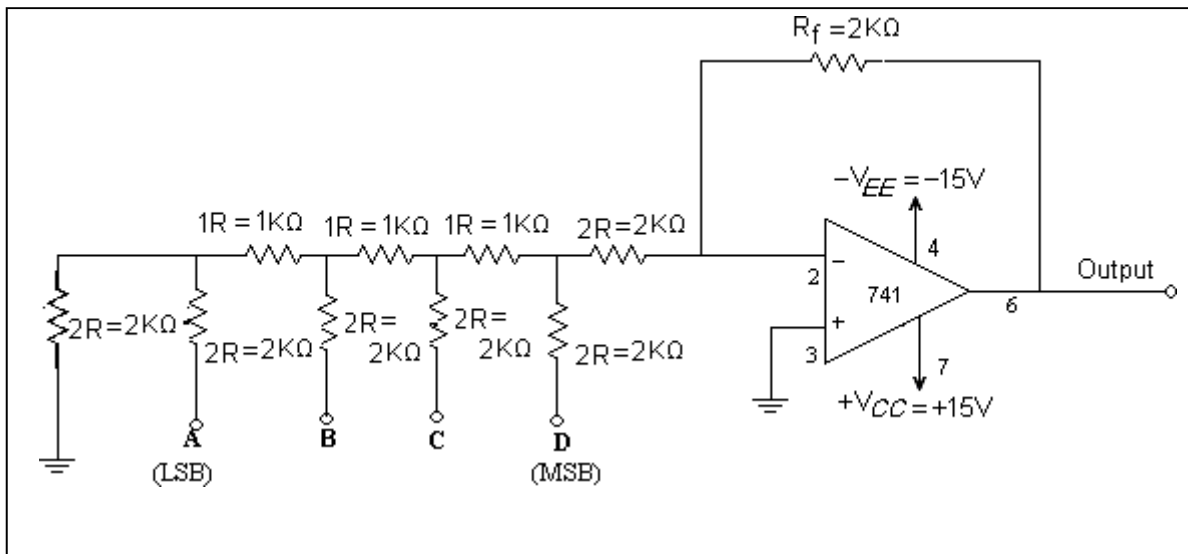 R_f = 2KΩ
-V_EE = -15V
1R = 1KΩ
1R = 1KΩ
1R = 1KΩ
2R = 2KΩ
4
Output
2
-
741
6
+
3
7
2R = 2KΩ
2R = 2KΩ
2R = 2KΩ
2R = 2KΩ
2R = 2KΩ
+V_CC = +15V
A
B
C
D
(LSB)
(MSB)